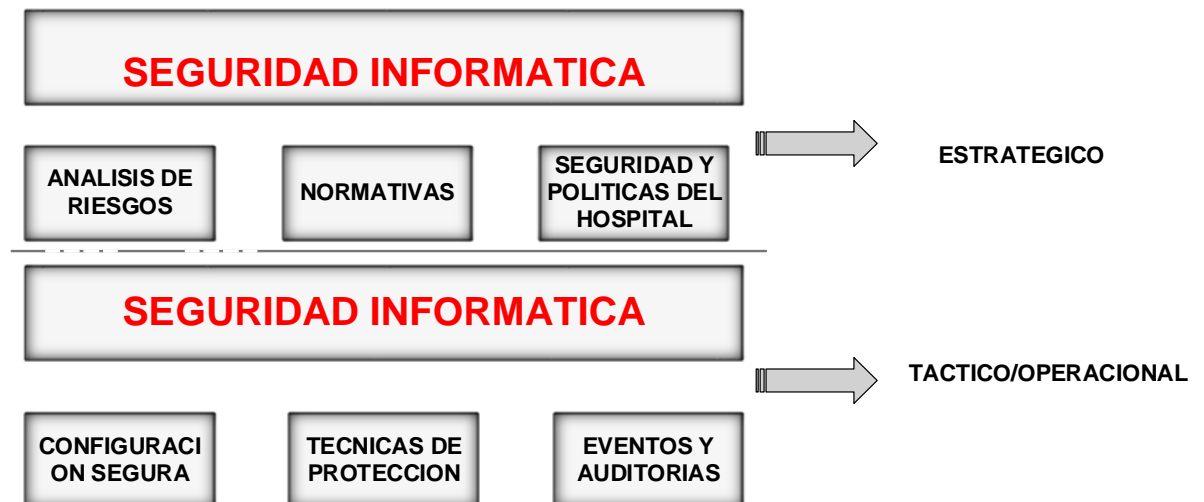 SEGURIDAD INFORMATICA
ANALISIS DE
RIESGOS
NORMATIVAS
SEGURIDAD Y
POLITICAS DEL
HOSPITAL
ESTRATEGICO
SEGURIDAD INFORMATICA
TACTICO/OPERACIONAL
CONFIGURACI
ON SEGURA
TECNICAS DE
PROTECCION
EVENTOS Y
AUDITORIAS